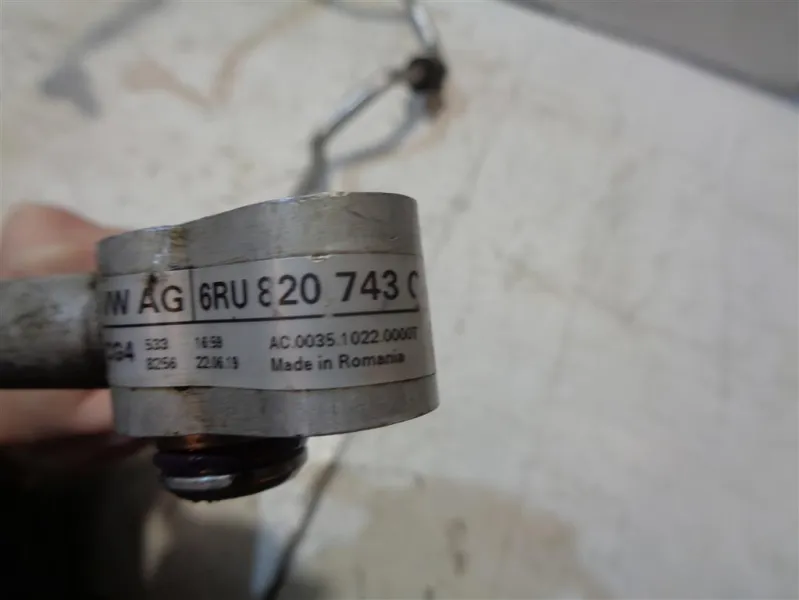 VW AG 6RU 820 743 C
CG4 533 16:59 AC.0035.1022.0000T
8256 22.06.19 Made in Romania